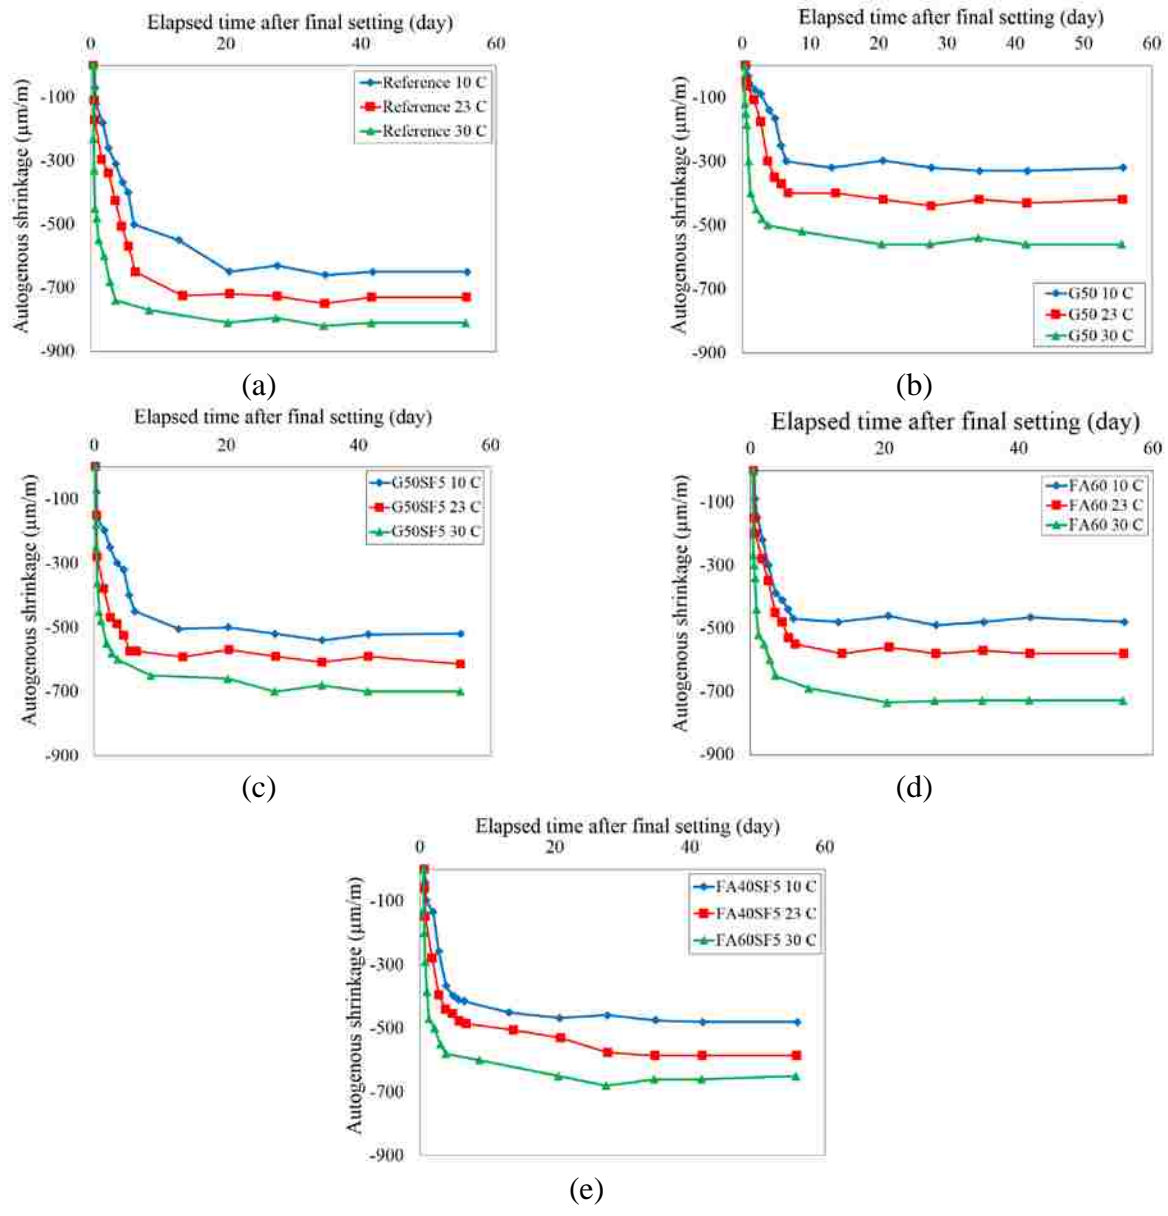 Elapsed time after final setting (day)
0 20 40 60
-100
-300
-500
-700
-900
Autogenous shrinkage (μm/m)
Reference 10 C
Reference 23 C
Reference 30 C
(a)
Elapsed time after final setting (day)
0 10 20 30 40 50 60
-100
-300
-500
-700
-900
Autogenous shrinkage (μm/m)
G50 10 C
G50 23 C
G50 30 C
(b)
Elapsed time after final setting (day)
0 20 40 60
-100
-300
-500
-700
-900
Autogenous shrinkage (μm/m)
G50SF5 10 C
G50SF5 23 C
G50SF5 30 C
(c)
Elapsed time after final setting (day)
0 20 40 60
-100
-300
-500
-700
-900
Autogenous shrinkage (μm/m)
FA60 10 C
FA60 23 C
FA60 30 C
(d)
Elapsed time after final setting (day)
0 20 40 60
-100
-300
-500
-700
-900
Autogenous shrinkage (μm/m)
FA40SF5 10 C
FA40SF5 23 C
FA60SF5 30 C
(e)